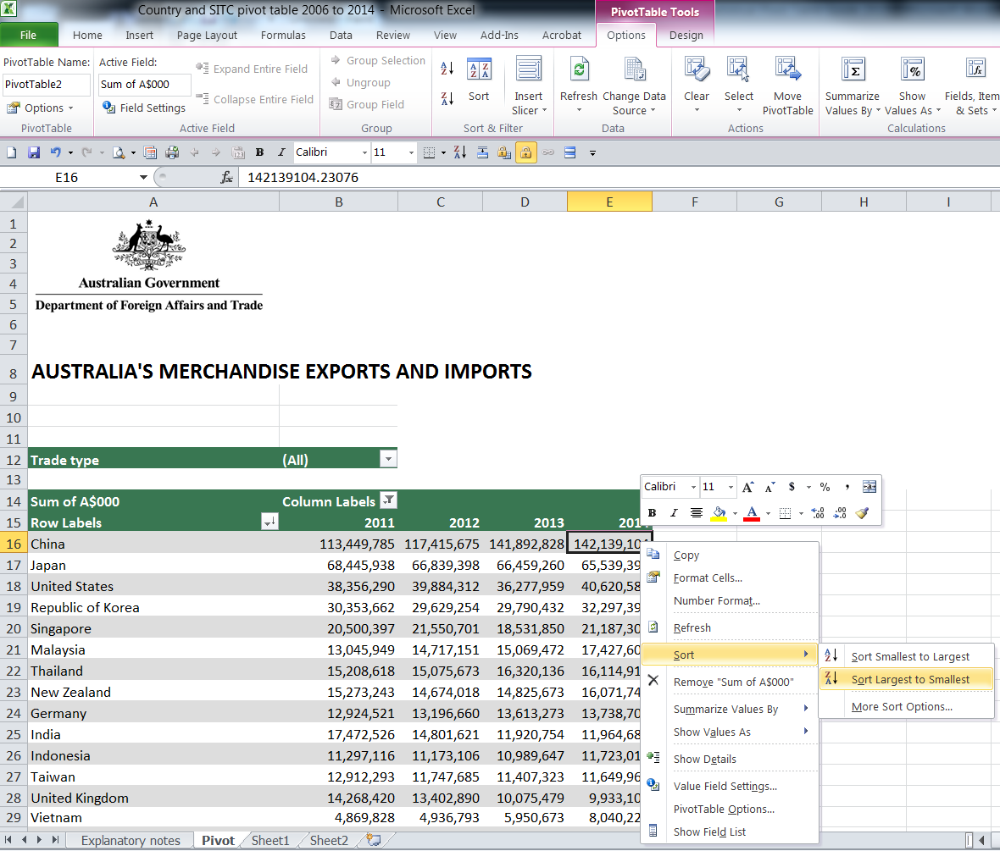 Country and SITC pivot table 2006 to 2014 - Microsoft Excel
PivotTable Tools
File Home Insert Page Layout Formulas Data Review View Add-Ins Acrobat Options Design
PivotTable Name: Active Field:
PivotTable2 Sum of A$000
Options Field Settings
Expand Entire Field
Collapse Entire Field
Group Selection
Ungroup
Group Field
Sort
Insert Slicer
Refresh
Change Data Source
Clear
Select
Move PivotTable
Summarize Values By
Show Values As
Fields, Item & Sets
PivotTable Active Field Group Sort & Filter Data Actions Calculations
Calibri 11
E16 fx 142139104.23076
A B C D E F G H I
1
2
3
4 Australian Government
5 Department of Foreign Affairs and Trade
6
7
8 AUSTRALIA'S MERCHANDISE EXPORTS AND IMPORTS
9
10
11
12 Trade type (All)
13
14 Sum of A$000 Column Labels
15 Row Labels 2011 2012 2013 201
16 China 113,449,785 117,415,675 141,892,828 142,139,104
17 Japan 68,445,938 66,839,398 66,459,260 65,539,39
18 United States 38,356,290 39,884,312 36,277,959 40,620,58
19 Republic of Korea 30,353,662 29,629,254 29,790,432 32,297,39
20 Singapore 20,500,397 21,550,701 18,531,850 21,187,30
21 Malaysia 13,045,949 14,717,151 15,069,472 17,427,60
22 Thailand 15,208,618 15,075,673 16,320,136 16,114,91
23 New Zealand 15,273,243 14,674,018 14,825,673 16,071,74
24 Germany 12,924,521 13,196,660 13,613,273 13,738,70
25 India 17,472,526 14,801,621 11,920,754 11,964,68
26 Indonesia 11,297,116 11,173,106 10,989,647 11,723,01
27 Taiwan 12,912,293 11,747,685 11,407,323 11,649,96
28 United Kingdom 14,268,420 13,402,890 10,075,479 9,933,10
29 Vietnam 4,869,828 4,936,793 5,950,673 8,040,22
Calibri 11 A A $ % ,
B I A
Copy
Format Cells...
Number Format...
Refresh
Sort
Remove "Sum of A$000"
Summarize Values By
Show Values As
Show Details
Value Field Settings...
PivotTable Options...
Show Field List
Sort Smallest to Largest
Sort Largest to Smallest
More Sort Options...
Explanatory notes Pivot Sheet1 Sheet2